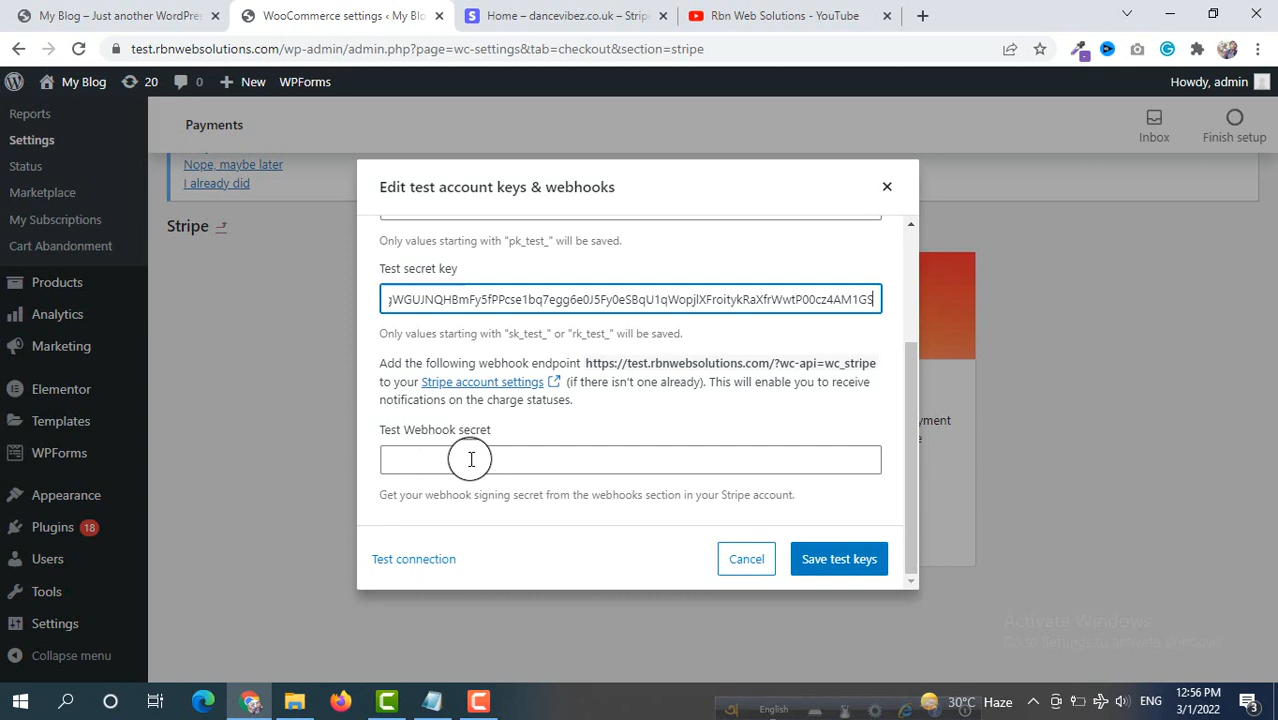 My Blog – Just another WordPr
WooCommerce settings ‹ My Blo
Home – dancevibez.co.uk – Strip
Rbn Web Solutions - YouTube
test.rbnwebsolutions.com/wp-admin/admin.php?page=wc-settings&tab=checkout&section=stripe
My Blog
20
0
New
WPForms
Howdy, admin
Reports
Settings
Status
Marketplace
My Subscriptions
Cart Abandonment
Products
Analytics
Marketing
Elementor
Templates
WPForms
Appearance
Plugins 18
Users
Tools
Settings
Collapse menu
Payments
Inbox
Finish setup
Nope, maybe later
I already did
Stripe
Edit test account keys & webhooks
Only values starting with "pk_test_" will be saved.
Test secret key
Only values starting with "sk_test_" or "rk_test_" will be saved.
Add the following webhook endpoint https://test.rbnwebsolutions.com/?wc-api=wc_stripe
to your Stripe account settings (if there isn't one already). This will enable you to receive
notifications on the charge statuses.
Test Webhook secret
Get your webhook signing secret from the webhooks section in your Stripe account.
Test connection
Cancel
Save test keys
yment
Activate Windows
Go to Settings to activate Windows.
English
30°C Haze
ENG
12:56 PM
3/1/2022
3